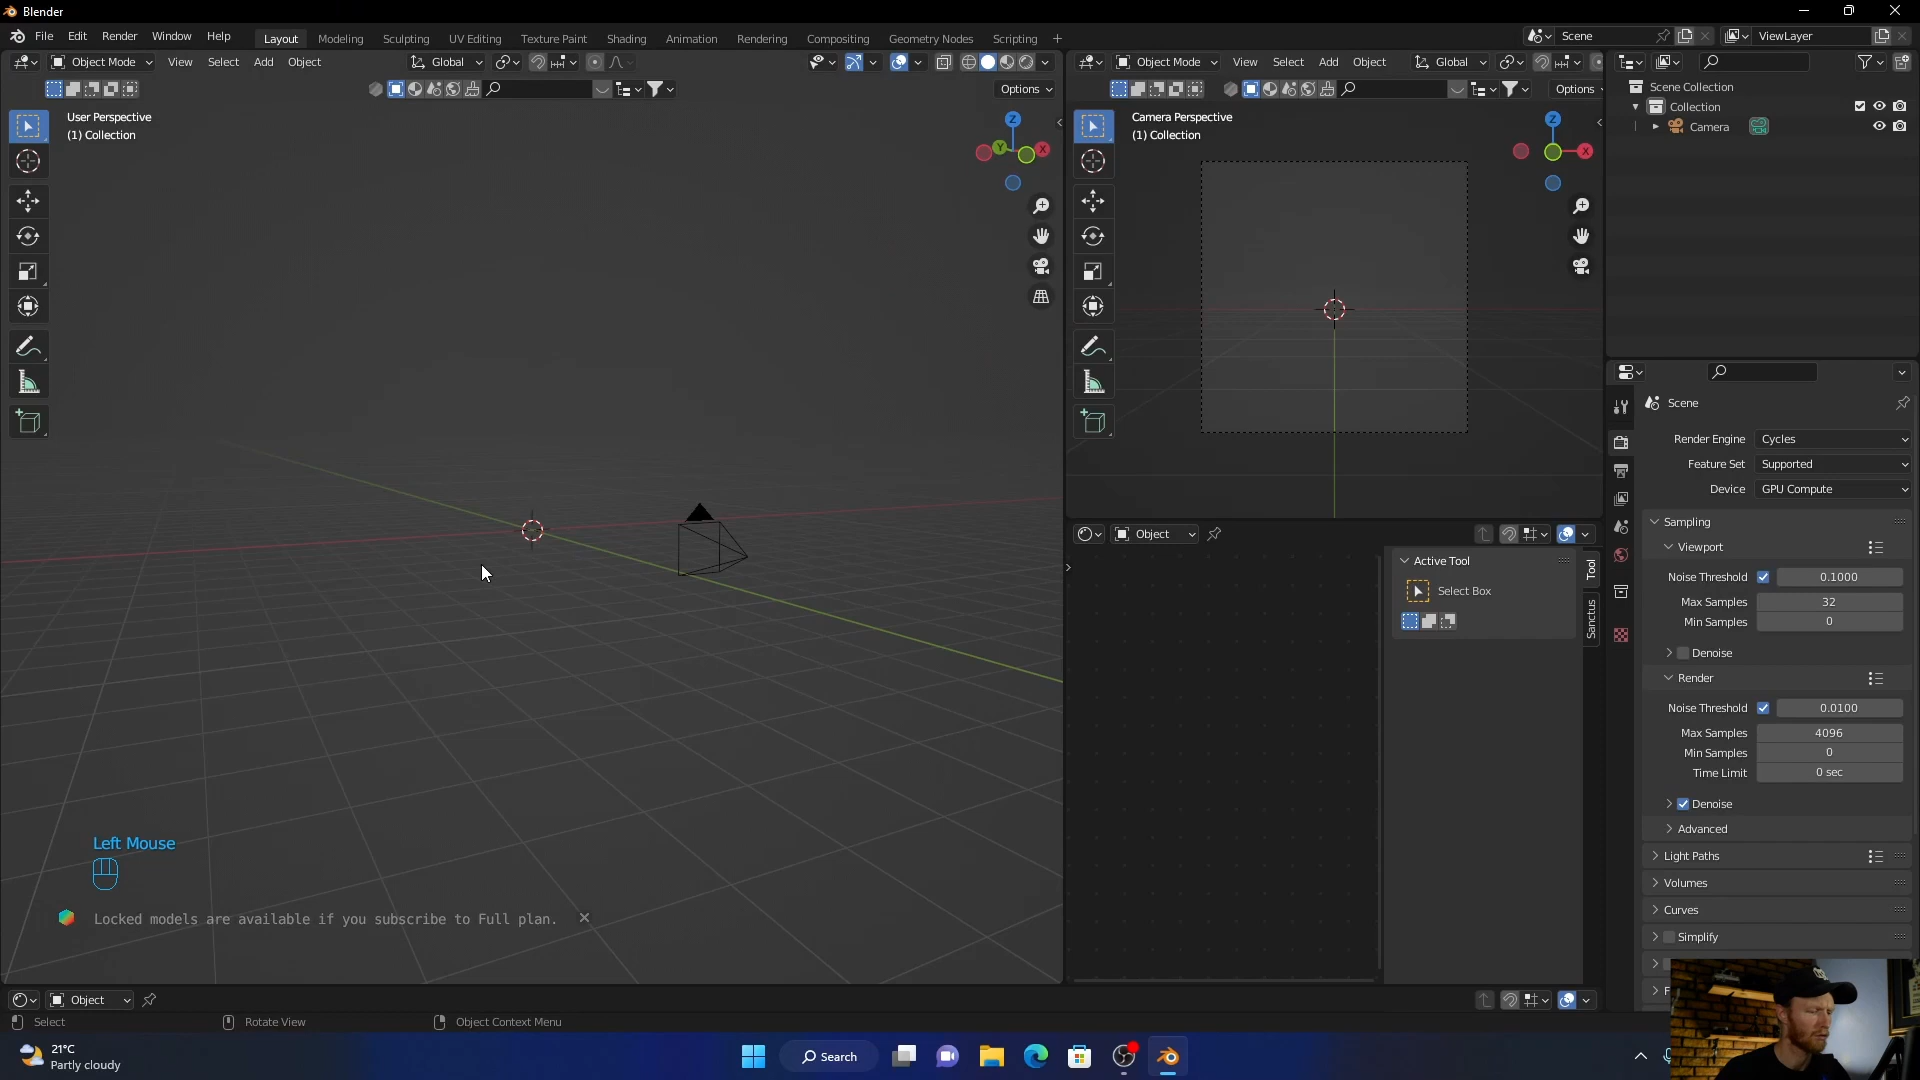 Blender
File Edit Render Window Help
Layout Modeling Sculpting UV Editing Texture Paint Shading Animation Rendering Compositing Geometry Nodes Scripting +
Scene
ViewLayer
Object Mode View Select Add Object
Global
Options
User Perspective
(1) Collection
Z
Y
X
Left Mouse
Locked models are available if you subscribe to Full plan.
Object
Select
Rotate View
Object Context Menu
Object Mode View Select Add Object
Global
Options
Camera Perspective
(1) Collection
Z
X
Object
Active Tool
Select Box
Tool
Sanctus
Scene Collection
Collection
Camera
Scene
Render Engine Cycles
Feature Set Supported
Device GPU Compute
Sampling
Viewport
Noise Threshold 0.1000
Max Samples 32
Min Samples 0
Denoise
Render
Noise Threshold 0.0100
Max Samples 4096
Min Samples 0
Time Limit 0 sec
Denoise
Advanced
Light Paths
Volumes
Curves
Simplify
F
21°C
Partly cloudy
Search